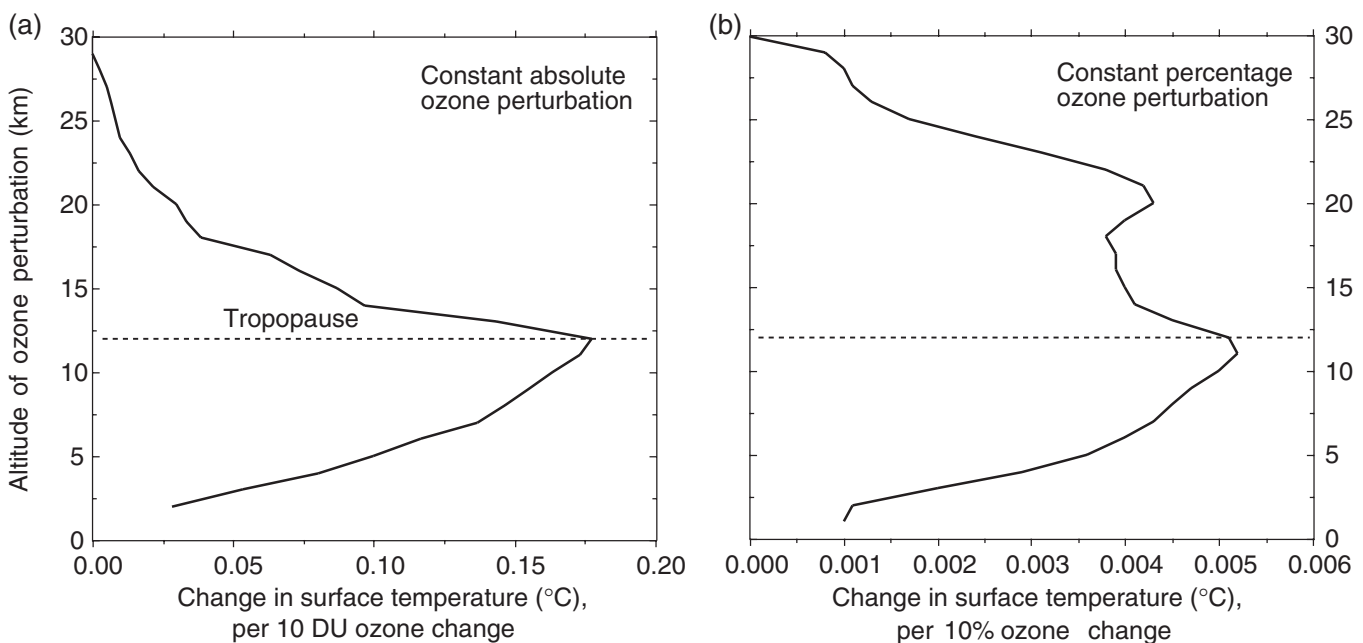 (a)
Altitude of ozone perturbation (km)
30
25
20
15
10
5
0
Constant absolute
ozone perturbation
Tropopause
0.00
0.05
0.10
0.15
0.20
Change in surface temperature (°C),
per 10 DU ozone change
(b)
Constant percentage
ozone perturbation
30
25
20
15
10
5
0
0.000
0.001
0.002
0.003
0.004
0.005
0.006
Change in surface temperature (°C),
per 10% ozone change